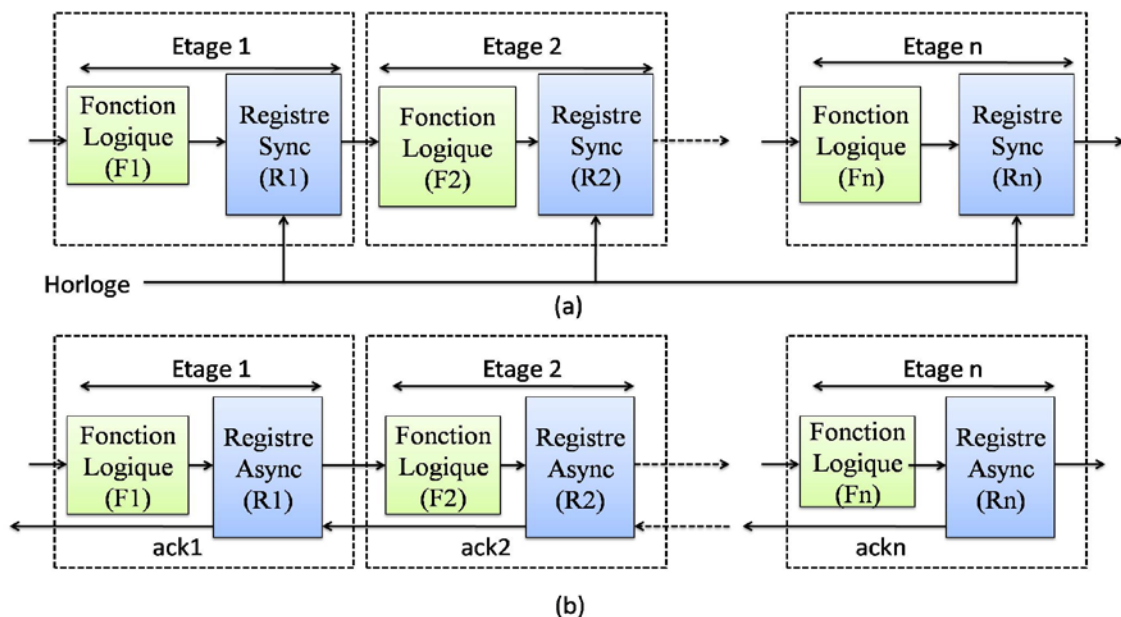 Etage 1
Etage 2
Etage n
Fonction
Logique
(F1)
Registre
Sync
(R1)
Fonction
Logique
(F2)
Registre
Sync
(R2)
Fonction
Logique
(Fn)
Registre
Sync
(Rn)
Horloge
(a)
Etage 1
Etage 2
Etage n
Fonction
Logique
(F1)
Registre
Async
(R1)
Fonction
Logique
(F2)
Registre
Async
(R2)
Fonction
Logique
(Fn)
Registre
Async
(Rn)
ack1
ack2
ackn
(b)